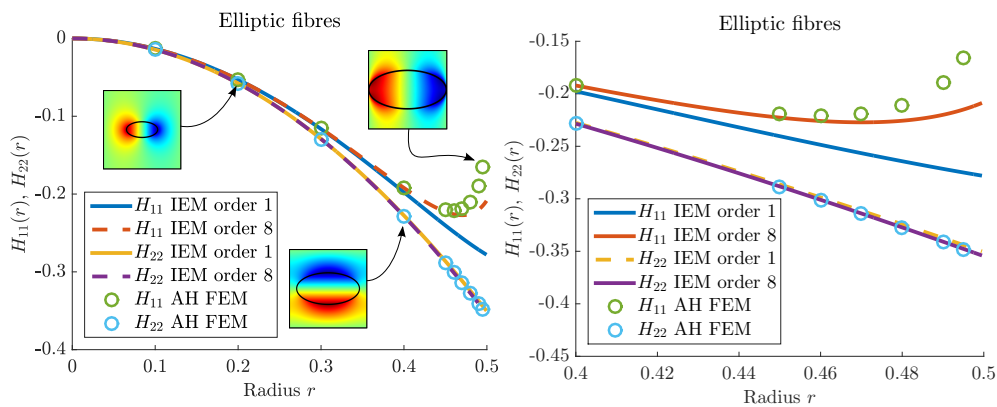 Elliptic fibres
H₁₁(r), H₂₂(r)
0
-0.1
-0.2
-0.3
-0.4
H₁₁ IEM order 1
H₁₁ IEM order 8
H₂₂ IEM order 1
H₂₂ IEM order 8
H₁₁ AH FEM
H₂₂ AH FEM
0 0.1 0.2 0.3 0.4 0.5
Radius r
Elliptic fibres
H₁₁(r), H₂₂(r)
-0.15
-0.2
-0.25
-0.3
-0.35
-0.4
-0.45
H₁₁ IEM order 1
H₁₁ IEM order 8
H₂₂ IEM order 1
H₂₂ IEM order 8
H₁₁ AH FEM
H₂₂ AH FEM
0.4 0.42 0.44 0.46 0.48 0.5
Radius r